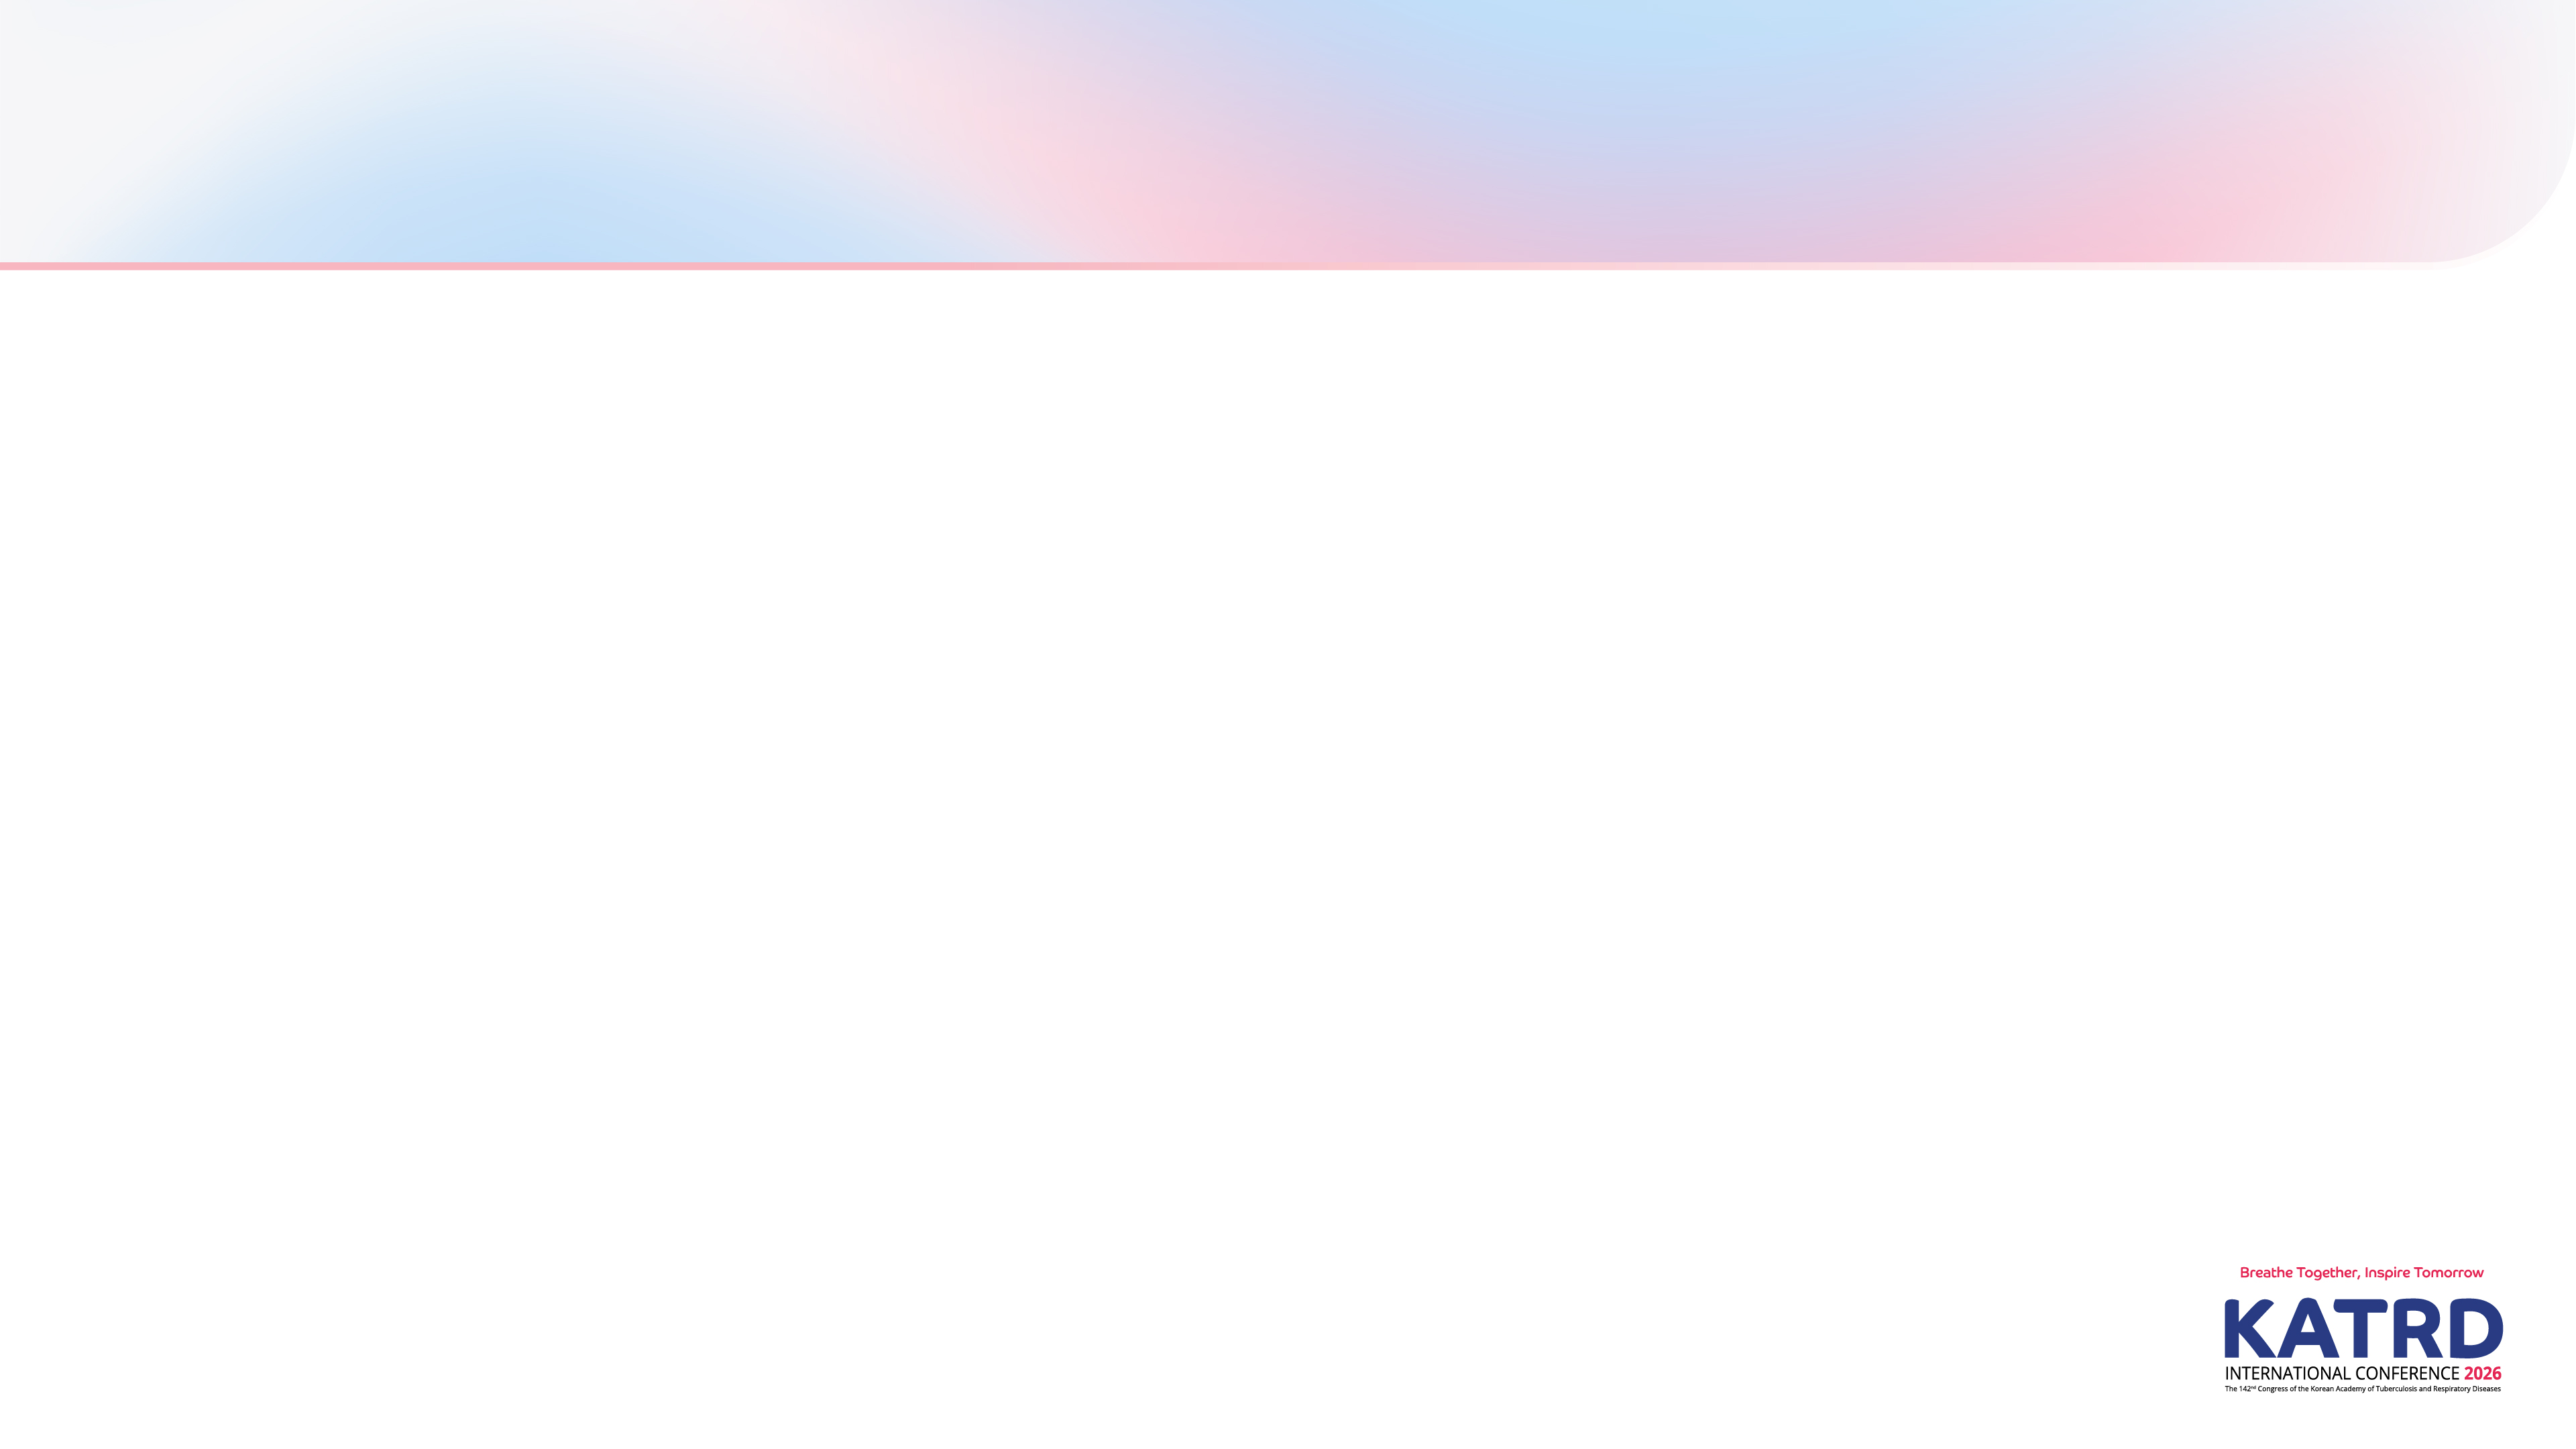 Breathe Together, Inspire Tomorrow
KATRD
INTERNATIONAL CONFERENCE 2026
The 142nd Congress of the Korean Academy of Tuberculosis and Respiratory Diseases